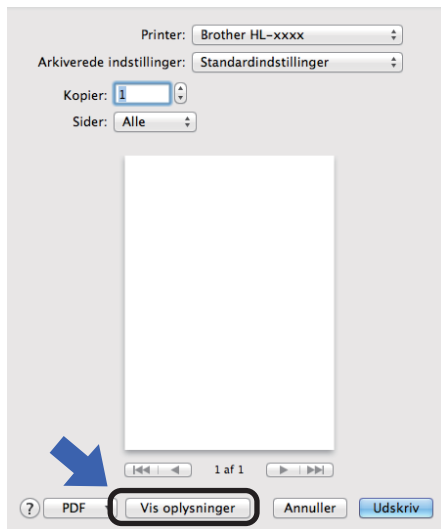 Printer: Brother HL-xxxx
Arkiverede indstillinger: Standardindstillinger
Kopier: 1
Sider: Alle
1 af 1
? PDF Vis oplysninger Annuller Udskriv